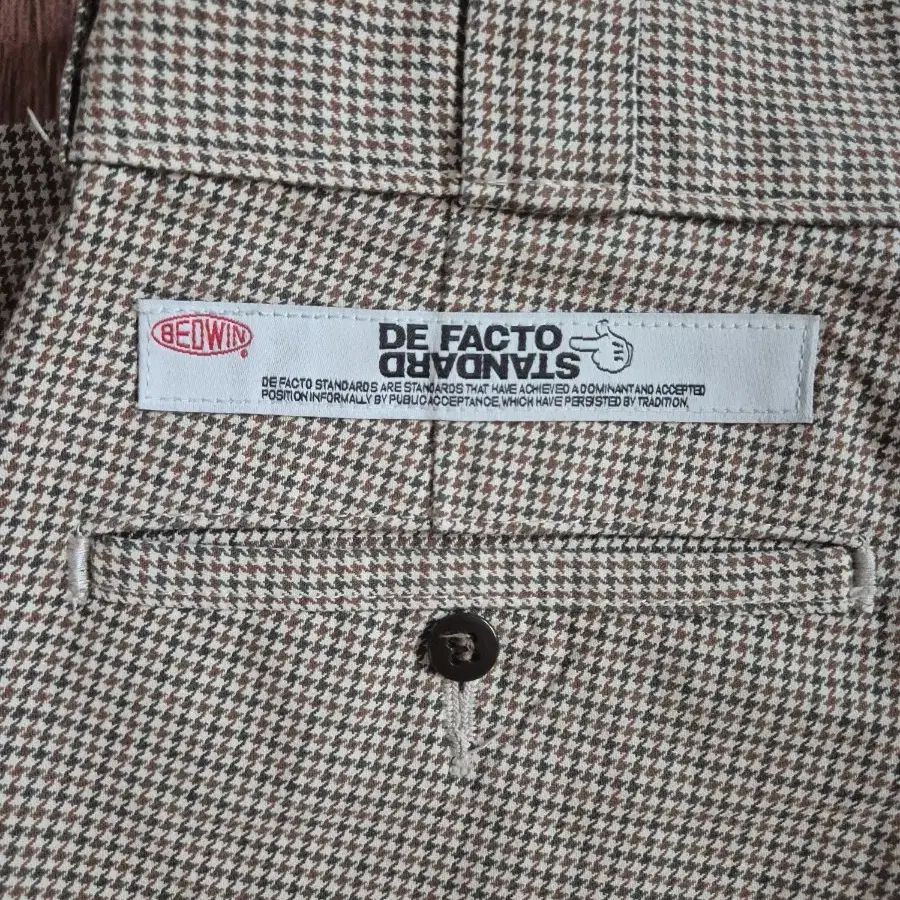 BEDWIN
DE FACTO
STANDARD
DE FACTO STANDARDS ARE STANDARDS THAT HAVE ACHIEVED A DOMINANT AND ACCEPTED
POSITION INFORMALLY BY PUBLIC ACCEPTANCE, WHICH HAVE PERSISTED BY TRADITION,